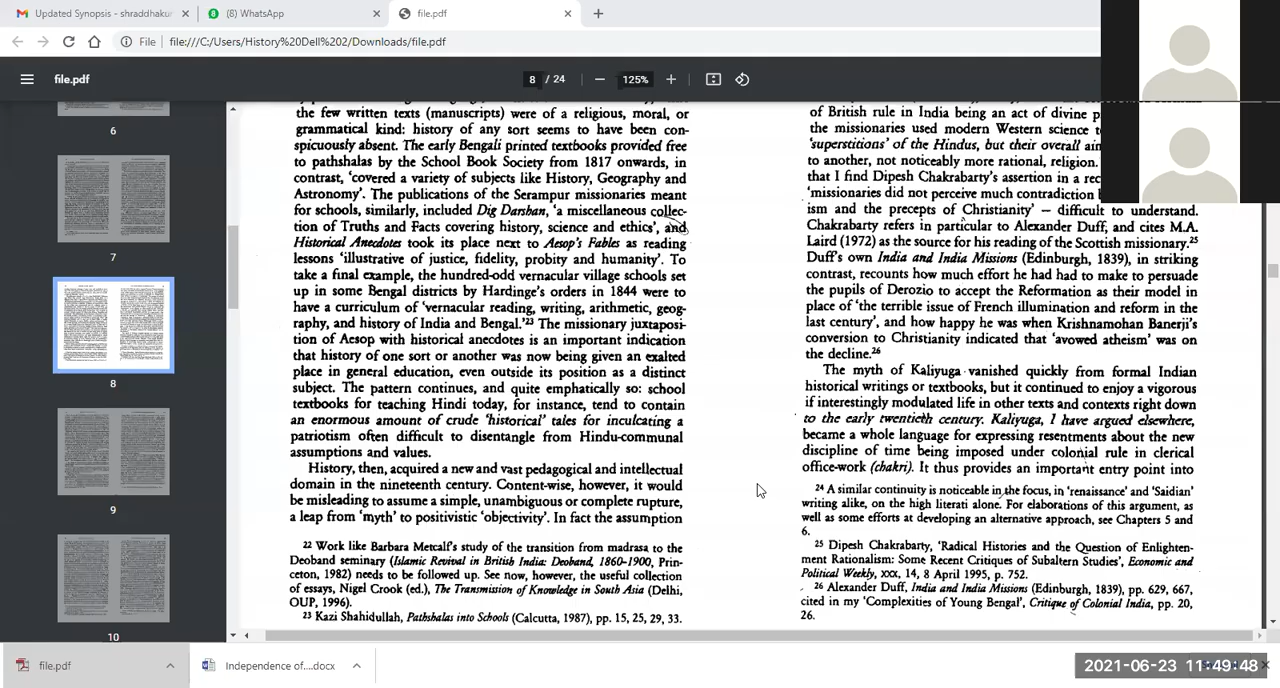 Updated Synopsis - shraddhakur
(8) WhatsApp
file.pdf
File
file:///C:/Users/History%20Dell%202/Downloads/file.pdf
file.pdf
8 / 24
125%
6
7
8
9
10
the few written texts (manuscripts) were of a religious, moral, or
grammatical kind: history of any sort seems to have been con-
spicuously absent. The early Bengali printed textbooks provided free
to pathshalas by the School Book Society from 1817 onwards, in
contrast, 'covered a variety of subjects like History, Geography and
Astronomy'. The publications of the Serampur missionaries meant
for schools, similarly, included Dig Darshan, 'a miscellaneous collec-
tion of Truths and Facts covering history, science and ethics', and
Historical Anecdotes took its place next to Aesop's Fables as reading
lessons 'illustrative of justice, fidelity, probity and humanity'. To
take a final example, the hundred-odd vernacular village schools set
up in some Bengal districts by Hardinge's orders in 1844 were to
have a curriculum of 'vernacular reading, writing, arithmetic, geog-
raphy, and history of India and Bengal.'23 The missionary juxtaposi-
tion of Aesop with historical anecdotes is an important indication
that history of one sort or another was now being given an exalted
place in general education, even outside its position as a distinct
subject. The pattern continues, and quite emphatically so: school
textbooks for teaching Hindi today, for instance, tend to contain
an enormous amount of crude 'historical' tales for inculcating a
patriotism often difficult to disentangle from Hindu-communal
assumptions and values.
History, then, acquired a new and vast pedagogical and intellectual
domain in the nineteenth century. Content-wise, however, it would
be misleading to assume a simple, unambiguous or complete rupture,
a leap from 'myth' to positivistic 'objectivity'. In fact the assumption
22 Work like Barbara Metcalf's study of the transition from madrasa to the
Deoband seminary (Islamic Revival in British India: Deoband, 1860-1900, Prin-
ceton, 1982) needs to be followed up. See now, however, the useful collection
of essays, Nigel Crook (ed.), The Transmission of Knowledge in South Asia (Delhi,
OUP, 1996).
23 Kazi Shahidullah, Pathshalas into Schools (Calcutta, 1987), pp. 15, 25, 29, 33.
of British rule in India being an act of divine p
the missionaries used modern Western science t
'superstitions' of the Hindus, but their overall ain
to another, not noticeably more rational, religion.
that I find Dipesh Chakrabarty's assertion in a rec
'missionaries did not perceive much contradiction
ism and the precepts of Christianity' – difficult to understand.
Chakrabarty refers in particular to Alexander Duff, and cites M.A.
Laird (1972) as the source for his reading of the Scottish missionary.25
Duff's own India and India Missions (Edinburgh, 1839), in striking
contrast, recounts how much effort he had had to make to persuade
the pupils of Derozio to accept the Reformation as their model in
place of 'the terrible issue of French illumination and reform in the
last century', and how happy he was when Krishnamohan Banerji's
conversion to Christianity indicated that 'avowed atheism' was on
the decline.26
The myth of Kaliyuga vanished quickly from formal Indian
historical writings or textbooks, but it continued to enjoy a vigorous
if interestingly modulated life in other texts and contexts right down
to the early twentieth century. Kaliyuga, I have argued elsewhere,
became a whole language for expressing resentments about the new
discipline of time being imposed under colonial rule in clerical
office-work (chakri). It thus provides an important entry point into
24 A similar continuity is noticeable in the focus, in 'renaissance' and 'Saidian'
writing alike, on the high literati alone. For elaborations of this argument, as
well as some efforts at developing an alternative approach, see Chapters 5 and
6.
25 Dipesh Chakrabarty, 'Radical Histories and the Question of Enlighten-
ment Rationalism: Some Recent Critiques of Subaltern Studies', Economic and
Political Weekly, xxx, 14, 8 April 1995, p. 752.
26 Alexander Duff, India and India Missions (Edinburgh, 1839), pp. 629, 667,
cited in my 'Complexities of Young Bengal', Critique of Colonial India, pp. 20,
26.
file.pdf
Independence of....docx
2021-06-23 11:49:48